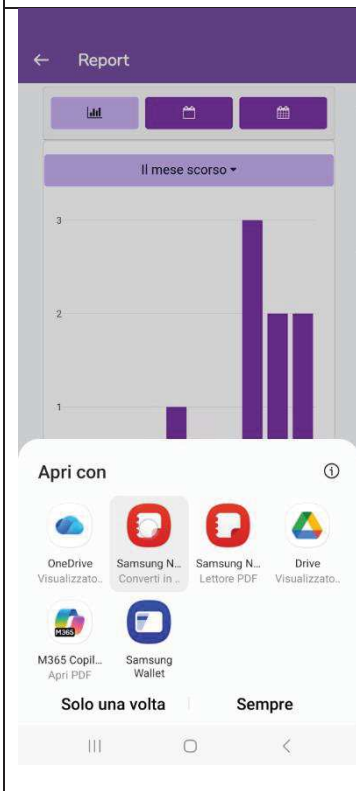 Report
Il mese scorso
3
2
1
Apri con
OneDrive
Visualizzato..
Samsung N...
Converti in ..
Samsung N...
Lettore PDF
Drive
Visualizzato..
M365
M365 Copil...
Apri PDF
Samsung
Wallet
Solo una volta
Sempre